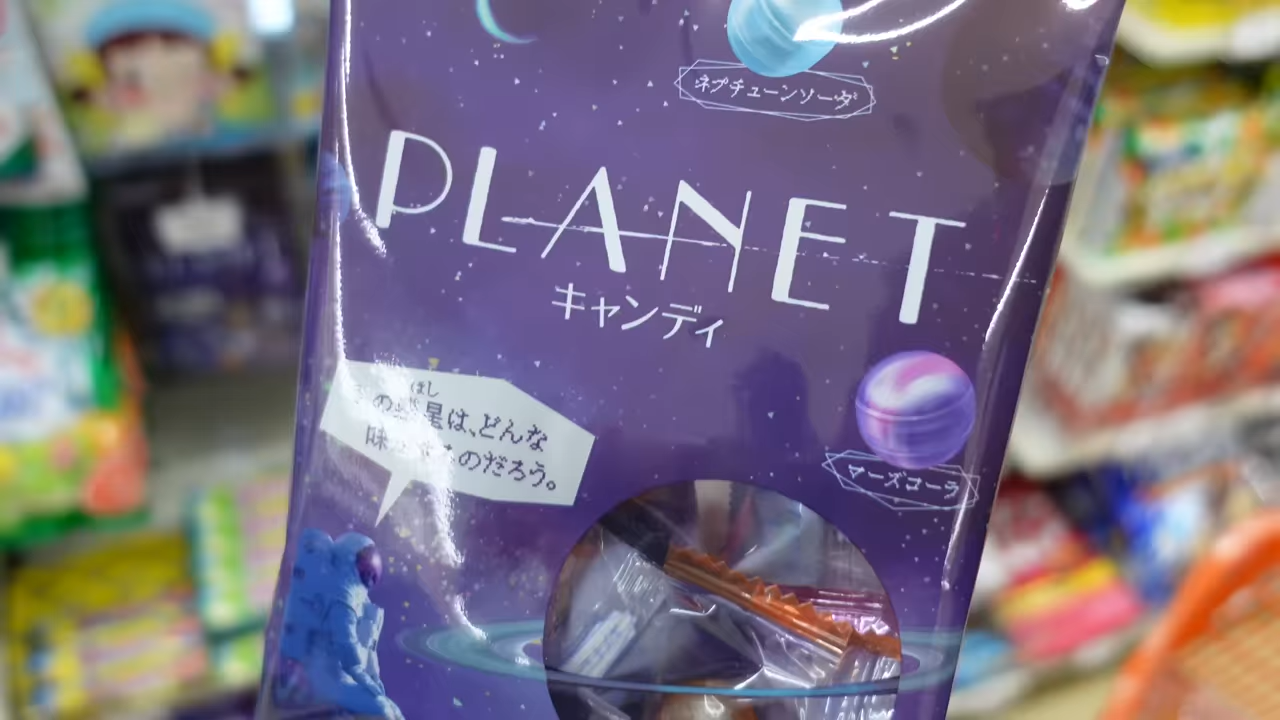 ネプチューンソーダ
PLANET
キャンディ
ほし
の惑星は、どんな
味 のだろう。
マーズコーラ